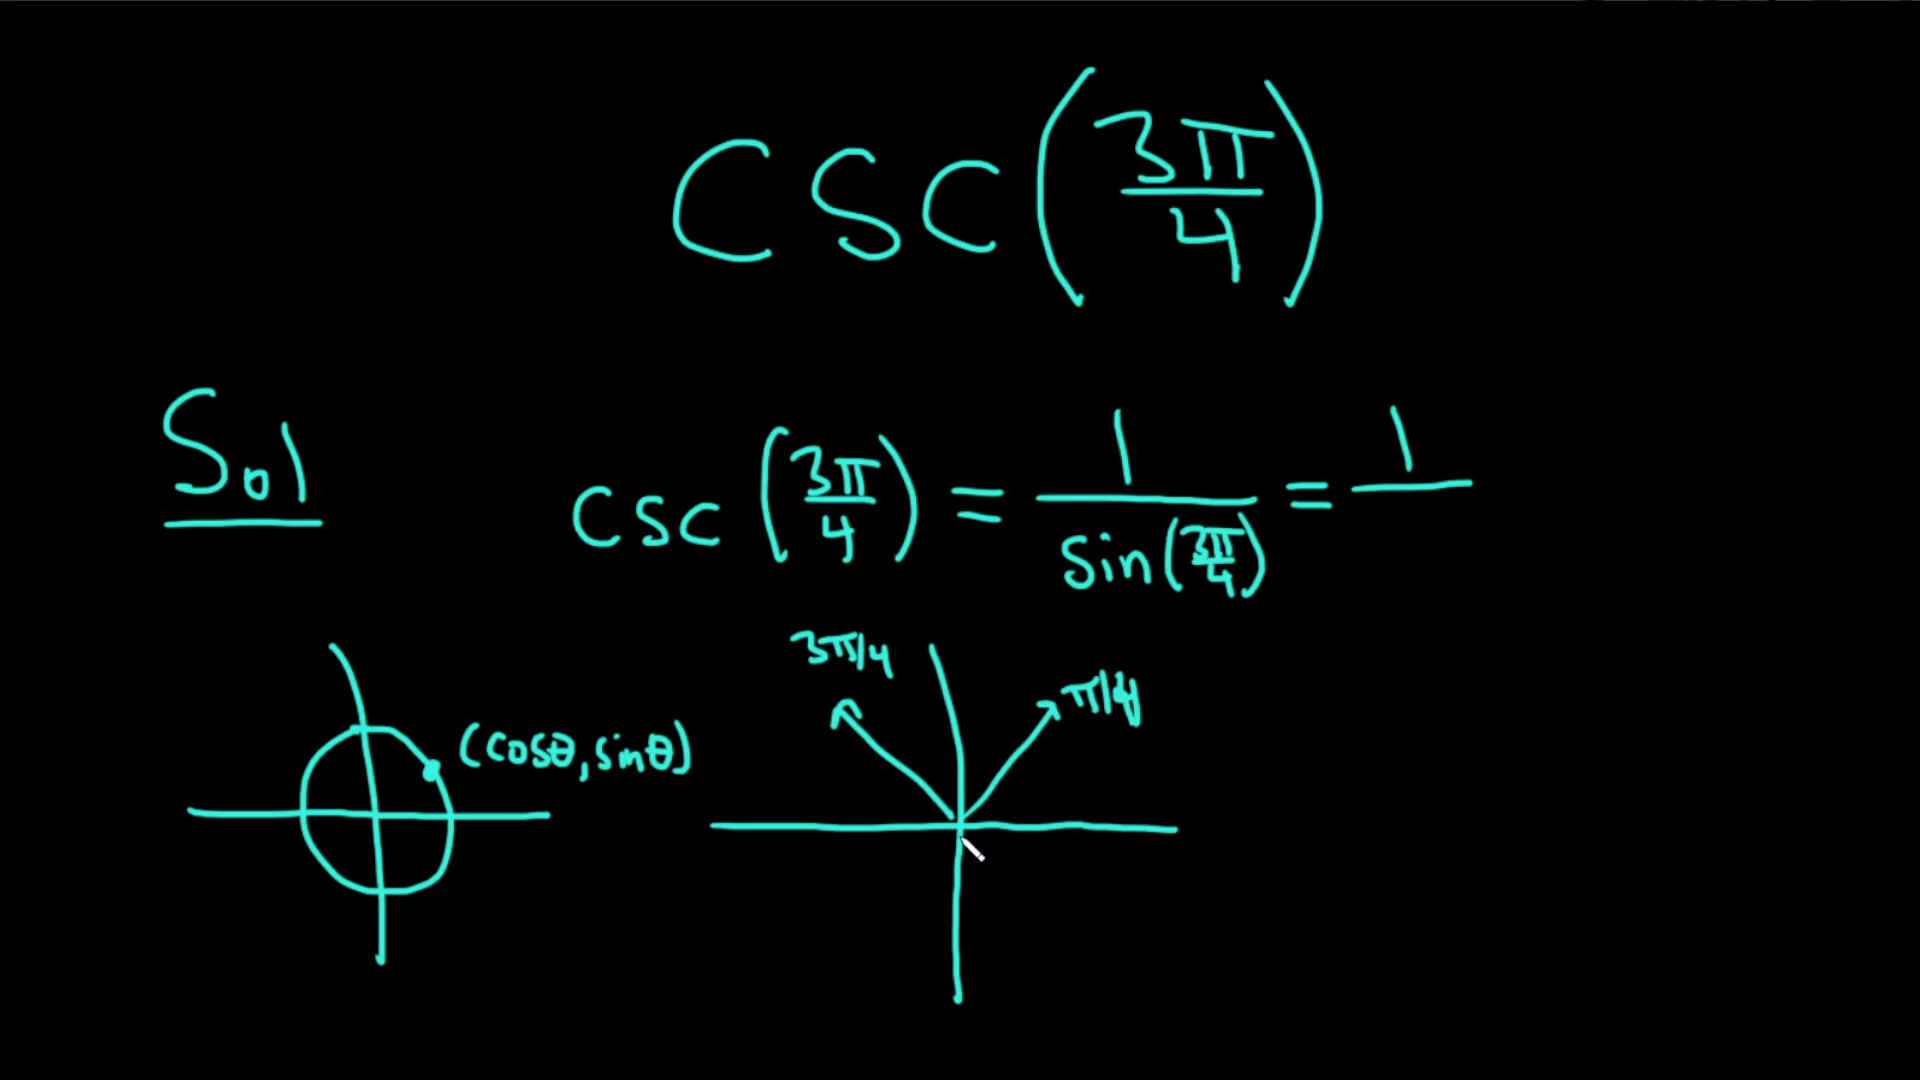 csc(3π/4)
Sol
csc(3π/4) = 1/sin(3π/4) = 1/
3π/4
π/4
(cosθ, sinθ)